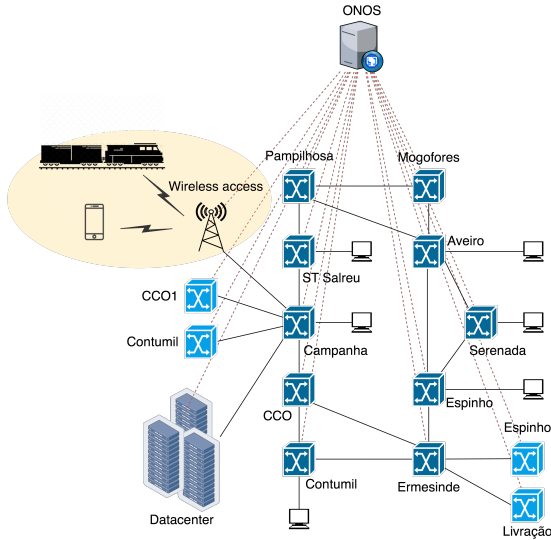 ONOS
Pampilhosa
Mogofores
Wireless access
Aveiro
ST Salreu
CCO1
Contumil
Campanha
Serenada
CCO
Espinho
Espinho
Contumil
Ermesinde
Datacenter
Livração